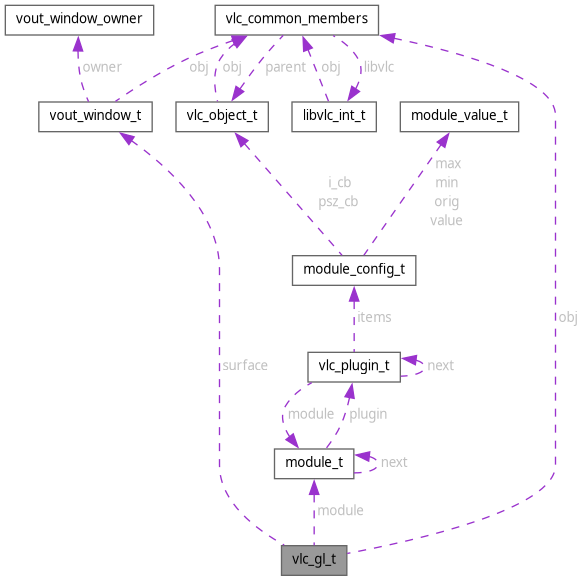 vout_window_owner
vlc_common_members
owner
obj
obj
parent
obj
libvlc
vout_window_t
vlc_object_t
libvlc_int_t
module_value_t
i_cb
psz_cb
max
min
orig
value
module_config_t
items
obj
surface
vlc_plugin_t
next
module
plugin
module_t
next
module
vlc_gl_t